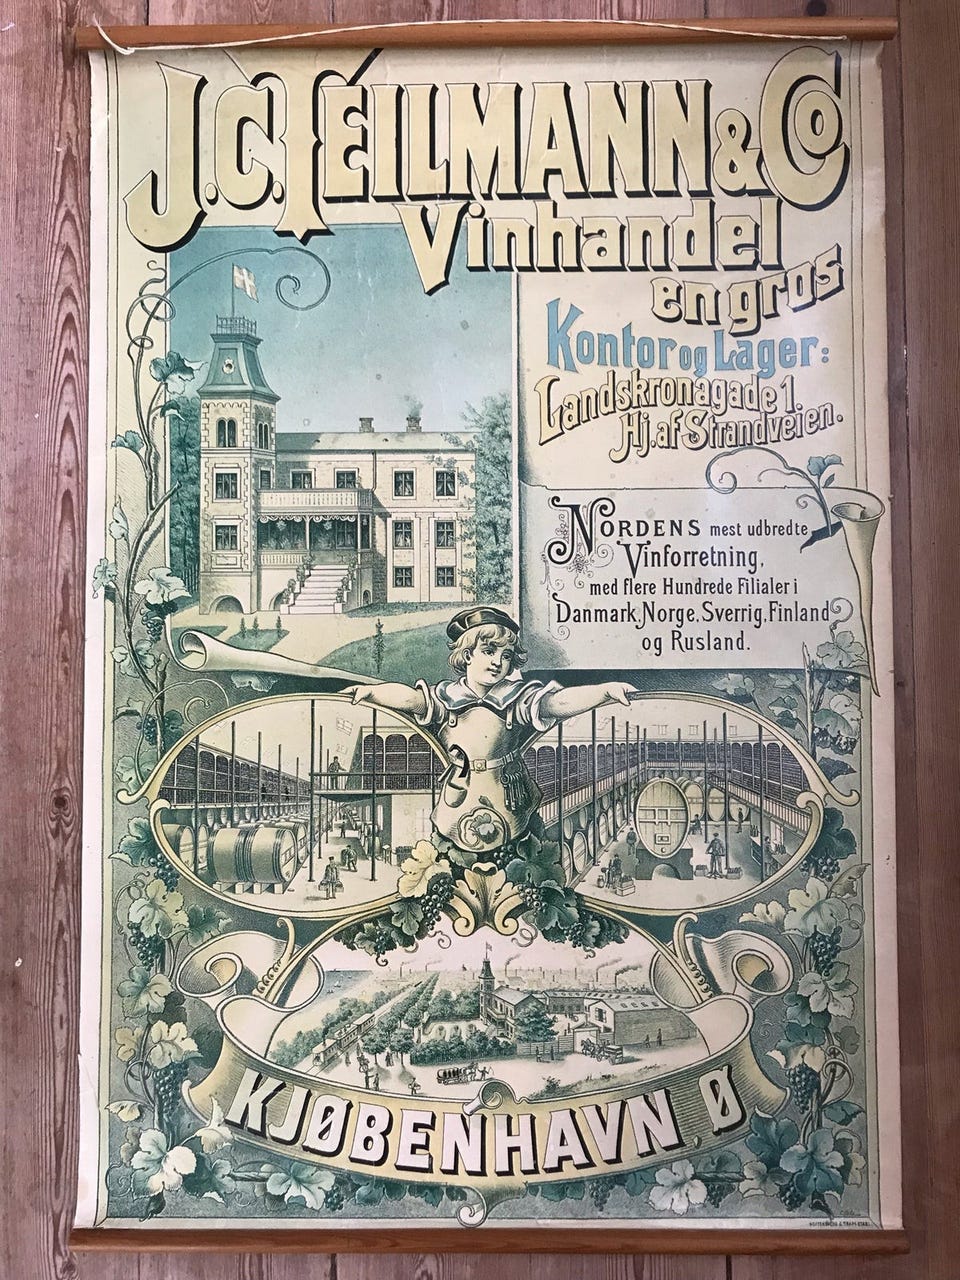 J.C. TEILMANN & Co
Vinhandel
en gros
Kontor og Lager:
Landskronagade 1.
Hj. af Strandveien.
NORDENS mest udbredte
Vinforretning,
med flere Hundrede Filialer i
Danmark, Norge, Sverrig, Finland
og Rusland.
KJØBENHAVN, Ø